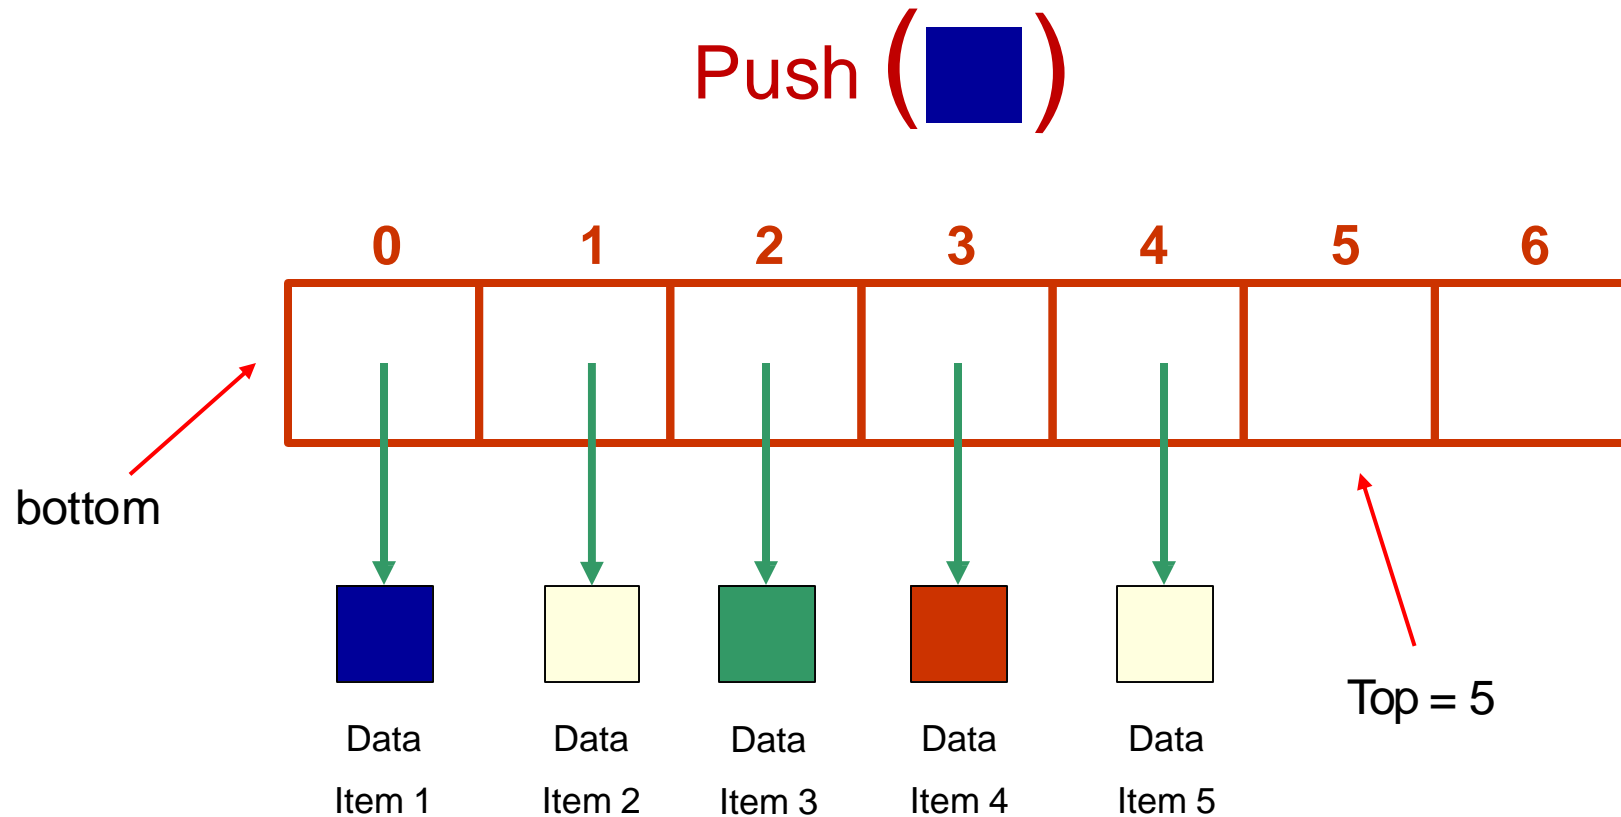 Push ( )
0 1 2 3 4 5 6
bottom
Top = 5
Data Data Data Data Data
Item 1 Item 2 Item 3 Item 4 Item 5